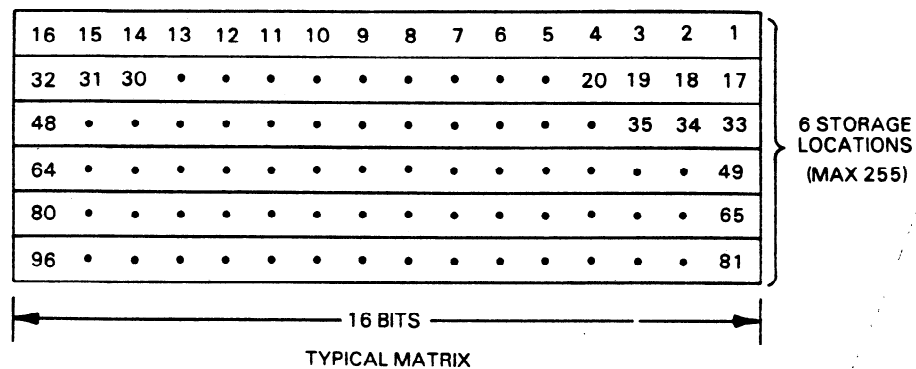 16 15 14 13 12 11 10 9 8 7 6 5 4 3 2 1
32 31 30 • • • • • • • • • 20 19 18 17
48 • • • • • • • • • • • • 35 34 33
64 • • • • • • • • • • • • • • 49
80 • • • • • • • • • • • • • • 65
96 • • • • • • • • • • • • • • 81
6 STORAGE
LOCATIONS
(MAX 255)
16 BITS
TYPICAL MATRIX